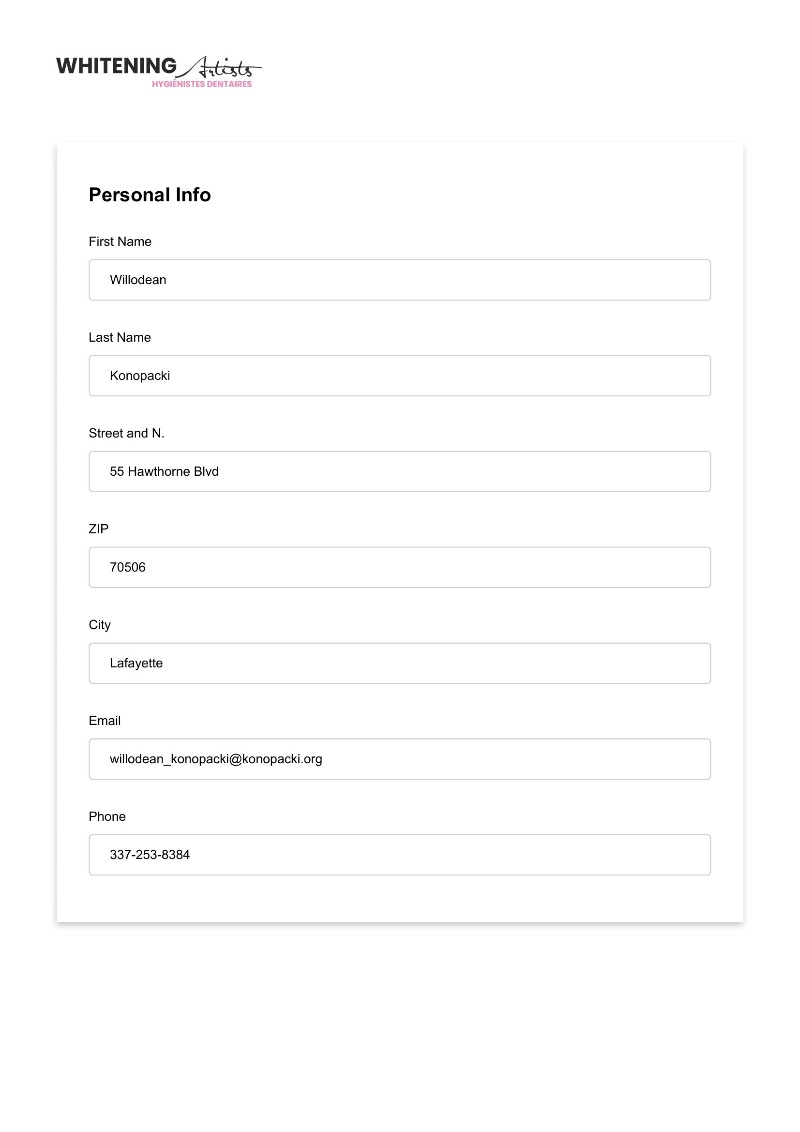 WHITENING Artists
HYGIÉNISTES DENTAIRES
Personal Info
First Name
Willodean
Last Name
Konopacki
Street and N.
55 Hawthorne Blvd
ZIP
70506
City
Lafayette
Email
willodean_konopacki@konopacki.org
Phone
337-253-8384